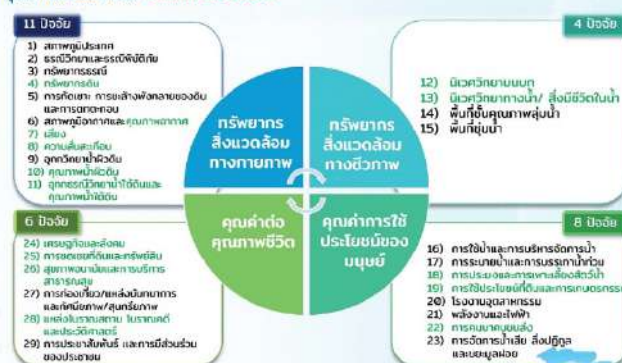 11 ปัจจัย
1) สภาพภูมิประเทศ
2) ธรณีวิทยาและธรณีพิบัติภัย
3) ทรัพยากรธรณี
4) ทรัพยากรดิน
5) การกัดเซาะ การชะล้างพังทลายของดิน
และการตกตะกอน
6) สภาพภูมิอากาศและคุณภาพอากาศ
7) เสียง
8) ความสั่นสะเทือน
9) อุทกวิทยาน้ำผิวดิน
10) คุณภาพน้ำผิวดิน
11) อุทกธรณีวิทยาน้ำใต้ดินและ
คุณภาพน้ำใต้ดิน
4 ปัจจัย
12) นิเวศวิทยาบนบก
13) นิเวศวิทยาทางน้ำ/ สิ่งมีชีวิตในน้ำ
14) พื้นที่ชั้นคุณภาพลุ่มน้ำ
15) พื้นที่ชุ่มน้ำ
ทรัพยากร
สิ่งแวดล้อม
ทางกายภาพ
ทรัพยากร
สิ่งแวดล้อม
ทางชีวภาพ
คุณค่าต่อ
คุณภาพชีวิต
คุณค่าการใช้
ประโยชน์ของ
มนุษย์
6 ปัจจัย
24) เศรษฐกิจและสังคม
25) การชดเชยที่ดินและทรัพย์สิน
26) สุขภาพอนามัยและการบริการ
สาธารณสุข
27) การท่องเที่ยว/แหล่งนันทนาการ
และทัศนียภาพ/สุนทรียภาพ
28) แหล่งโบราณสถาน โบราณคดี
และประวัติศาสตร์
29) การประชาสัมพันธ์ และการมีส่วนร่วม
ของประชาชน
8 ปัจจัย
16) การใช้น้ำและการบริหารจัดการน้ำ
17) การระบายน้ำและการบรรเทาน้ำท่วม
18) การประมงและการเพาะเลี้ยงสัตว์น้ำ
19) การใช้ประโยชน์ที่ดินและการเกษตรกรรม
20) โรงงานอุตสาหกรรม
21) พลังงานและไฟฟ้า
22) การคมนาคมขนส่ง
23) การจัดการน้ำเสีย สิ่งปฏิกูล
และขยะมูลฝอย